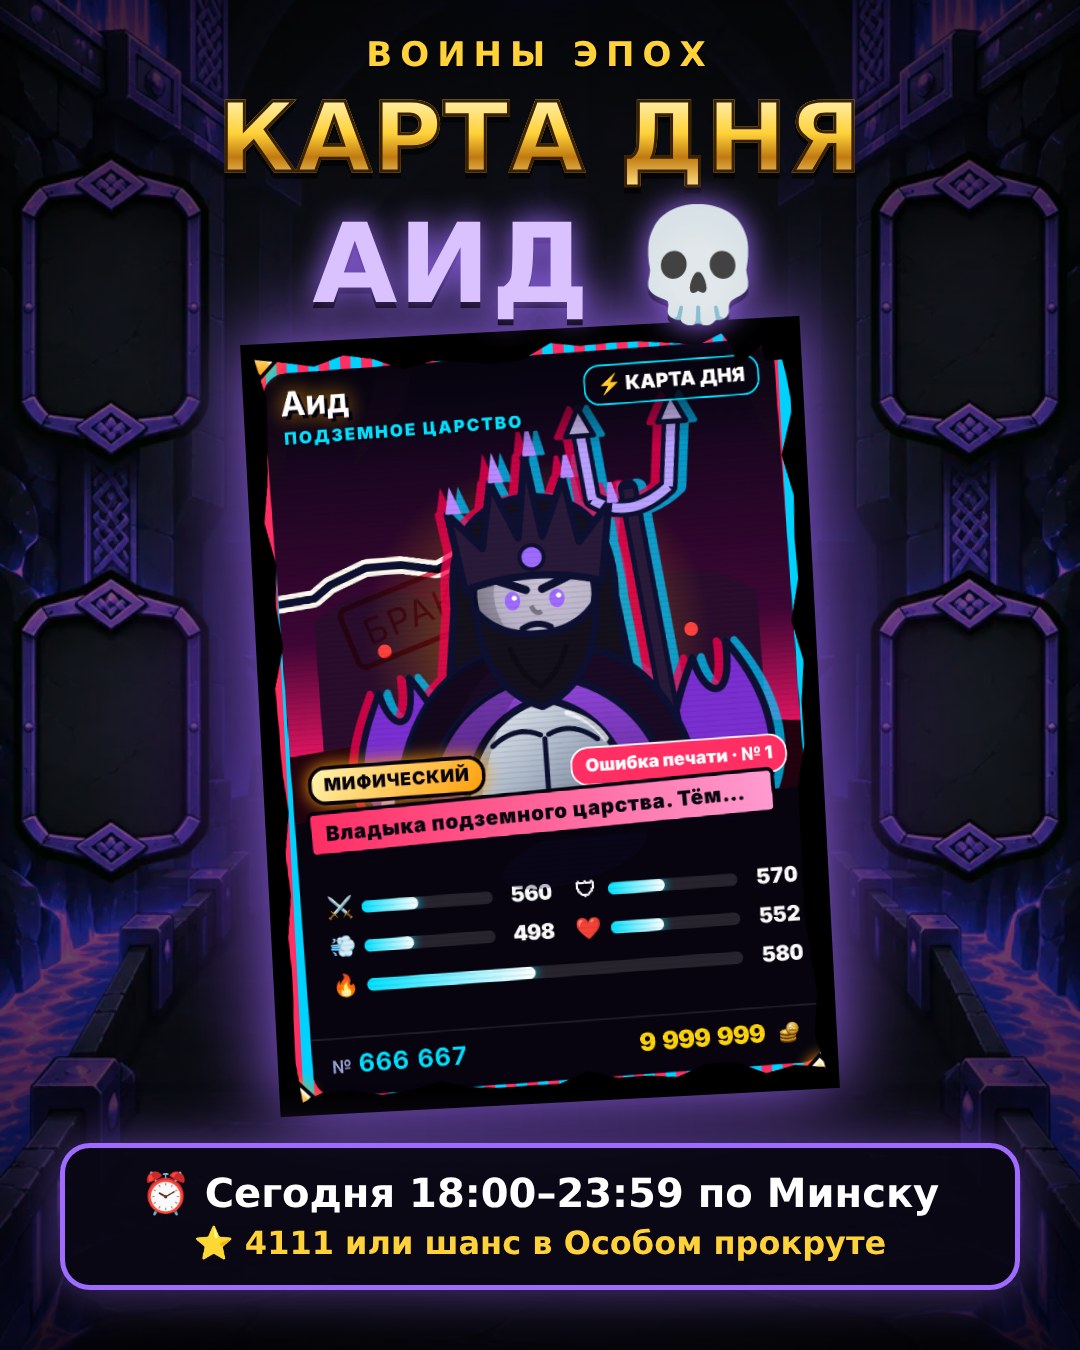 ВОИНЫ ЭПОХ
КАРТА ДНЯ
АИД
Аид
⚡ КАРТА ДНЯ
ПОДЗЕМНОЕ ЦАРСТВО
БРАК
МИФИЧЕСКИЙ
Ошибка печати · № 1
Владыка подземного царства. Тём...
560
570
498
552
580
№ 666 667
9 999 999
Сегодня 18:00–23:59 по Минску
4111 или шанс в Особом прокруте